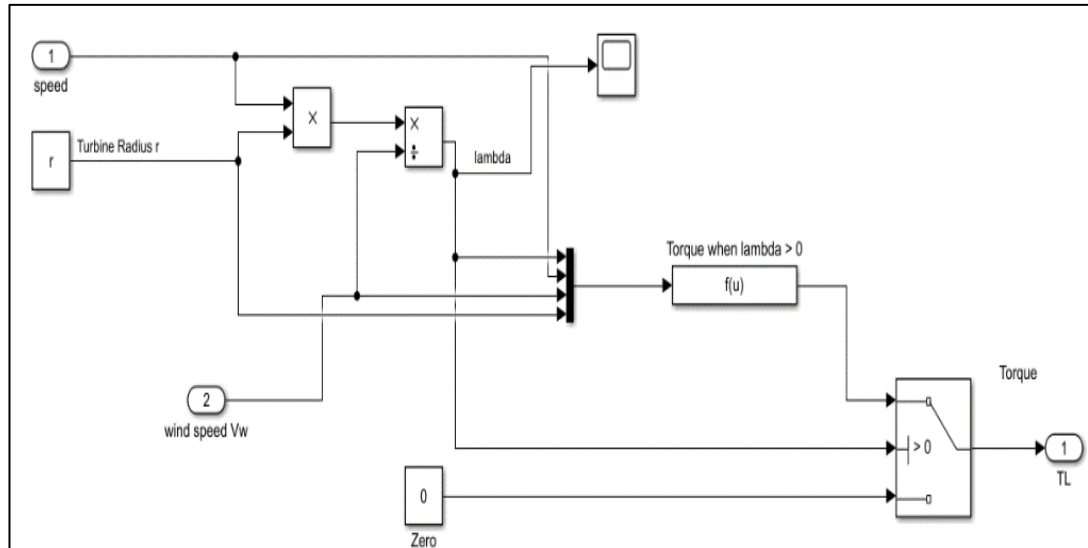 1
speed
r
Turbine Radius r
×
×
÷
lambda
Torque when lambda > 0
f(u)
2
wind speed Vw
0
Zero
> 0
Torque
1
TL